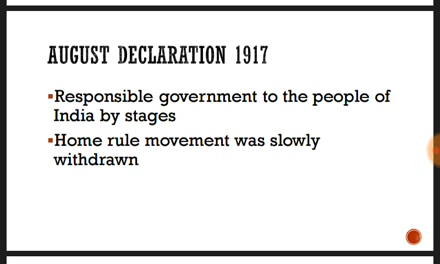 AUGUST DECLARATION 1917
▪Responsible government to the people of
India by stages
▪Home rule movement was slowly
withdrawn